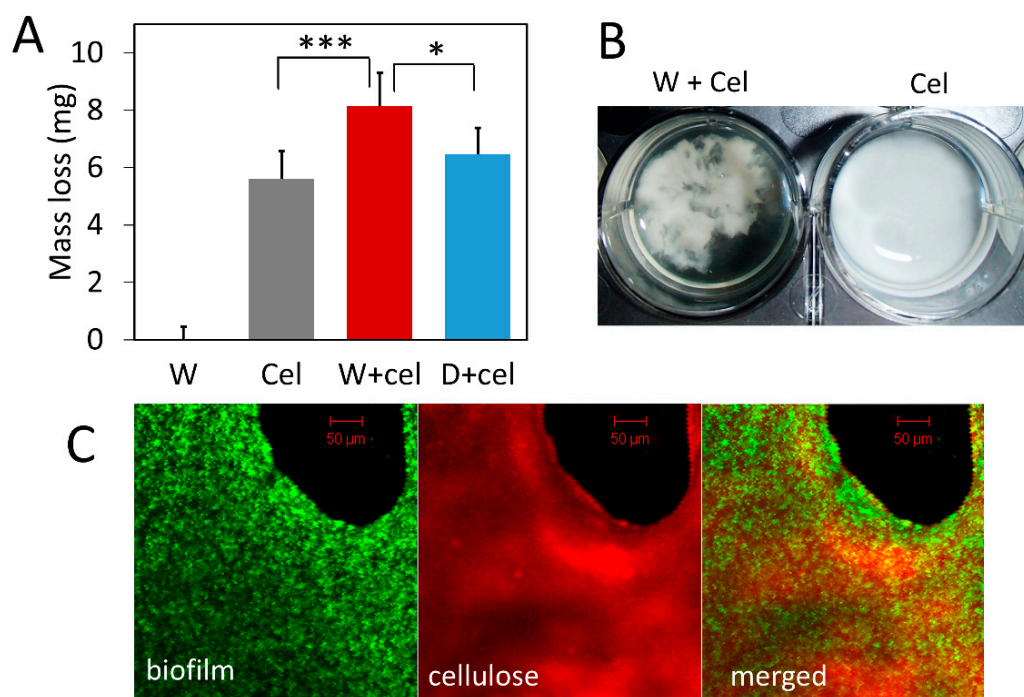 A
Mass loss (mg)
10
8
6
4
2
0
***
*
W
Cel
W+cel
D+cel
B
W + Cel
Cel
C
50 µm
50 µm
50 µm
biofilm
cellulose
merged